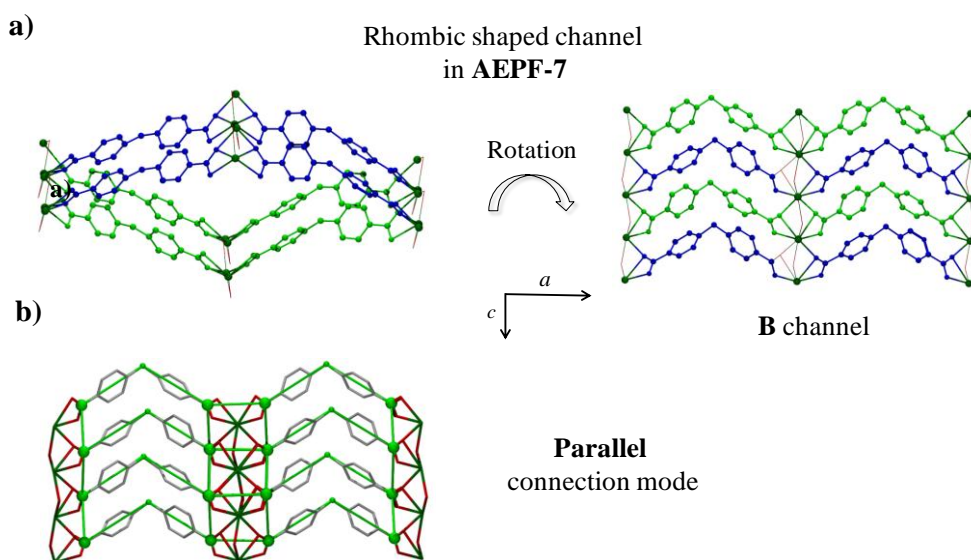 a)
Rhombic shaped channel
in AEPF-7
Rotation
a)
a
c
b)
B channel
Parallel
connection mode